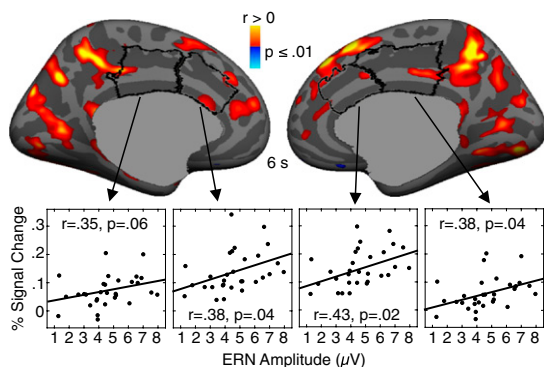 r > 0
p ≤ .01
6 s
r=.35, p=.06
r=.38, p=.04
r=.43, p=.02
r=.38, p=.04
% Signal Change
.3
.2
.1
0
1 2 3 4 5 6 7 8
1 2 3 4 5 6 7 8
1 2 3 4 5 6 7 8
1 2 3 4 5 6 7 8
ERN Amplitude (µV)